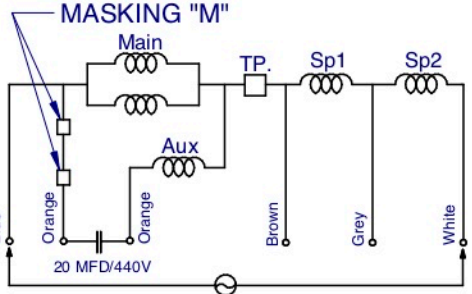 MASKING "M"
Main
TP.
Sp1
Sp2
Aux
Orange
Orange
Brown
Grey
White
20 MFD/440V